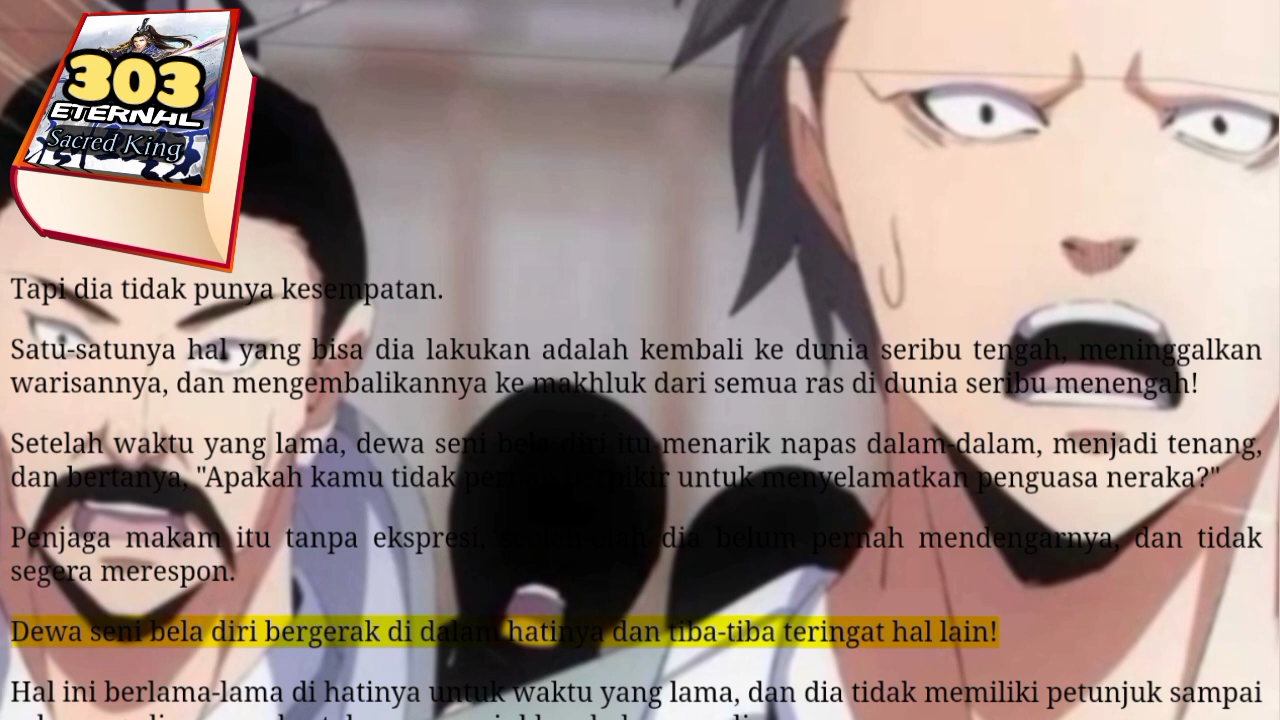 303
ETERNAL
Sacred King
Tapi dia tidak punya kesempatan.
Satu-satunya hal yang bisa dia lakukan adalah kembali ke dunia seribu tengah, meninggalkan
warisannya, dan mengembalikannya ke makhluk dari semua ras di dunia seribu menengah!
Setelah waktu yang lama, dewa seni bela diri itu menarik napas dalam-dalam, menjadi tenang,
dan bertanya, "Apakah kamu tidak pernah berpikir untuk menyelamatkan penguasa neraka?"
Penjaga makam itu tanpa ekspresi, seolah-olah dia belum pernah mendengarnya, dan tidak
segera merespon.
Dewa seni bela diri bergerak di dalam hatinya dan tiba-tiba teringat hal lain!
Hal ini berlama-lama di hatinya untuk waktu yang lama, dan dia tidak memiliki petunjuk sampai